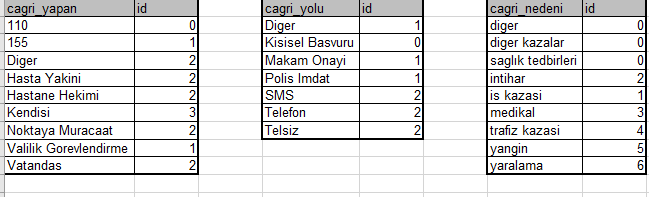 cagri_yapan id cagri_yolu id cagri_nedeni id
110 0 Diger 1 diger 0
155 1 Kisisel Basvuru 0 diger kazalar 0
Diger 2 Makam Onayi 1 saglık tedbirleri 0
Hasta Yakini 2 Polis Imdat 1 intihar 2
Hastane Hekimi 2 SMS 2 is kazasi 1
Kendisi 3 Telefon 2 medikal 3
Noktaya Muracaat 2 Telsiz 2 trafiz kazasi 4
Valilik Gorevlendirme 1 yangin 5
Vatandas 2 yaralama 6